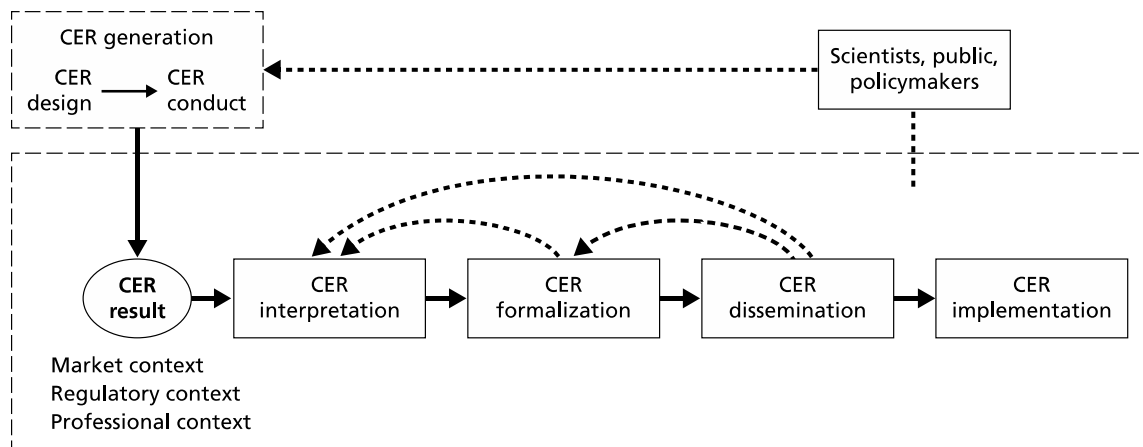 CER generation
CER design
CER conduct
Scientists, public,
policymakers
CER
result
CER
interpretation
CER
formalization
CER
dissemination
CER
implementation
Market context
Regulatory context
Professional context